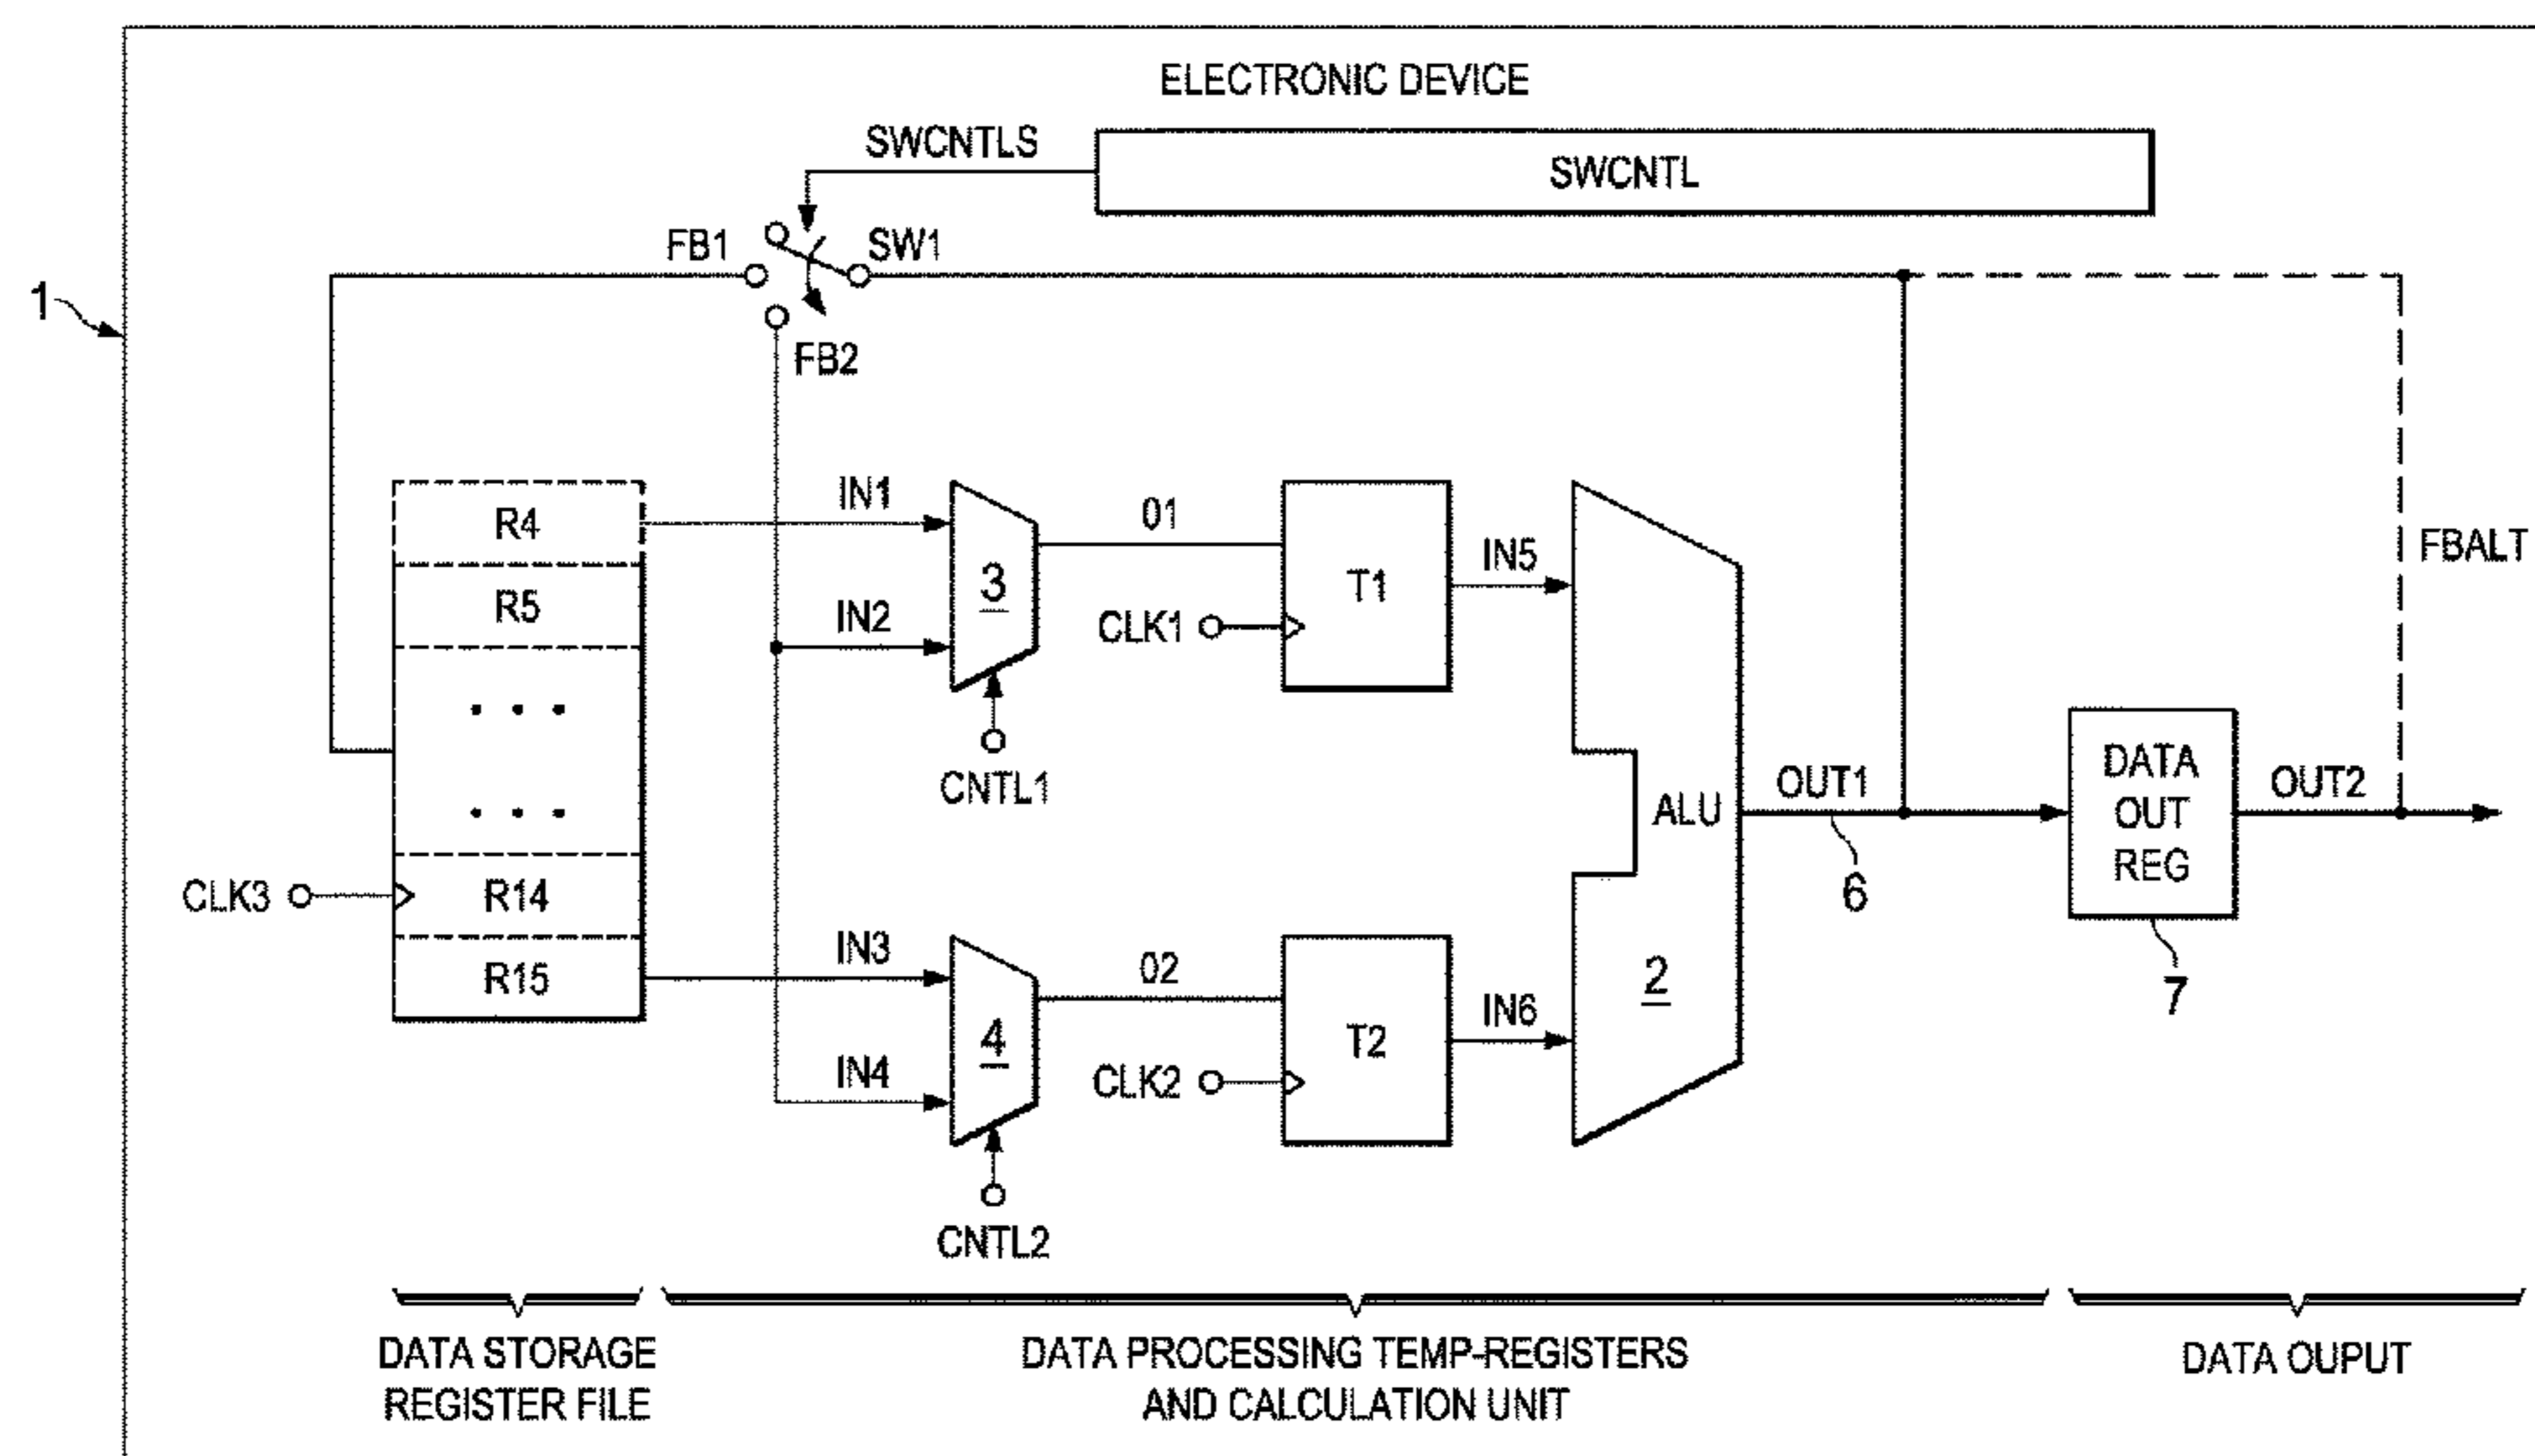 ELECTRONIC DEVICE
SWCNTLS
SWCNTL
FB1
SW1
1
FB2
R4
IN1
01
T1
IN5
FBALT
R5
IN2
3
CLK1
. . .
CNTL1
. . .
ALU
OUT1
DATA
OUT
REG
OUT2
CLK3
R14
6
R15
IN3
02
2
7
4
T2
IN6
IN4
CLK2
CNTL2
DATA STORAGE
REGISTER FILE
DATA PROCESSING TEMP-REGISTERS
AND CALCULATION UNIT
DATA OUPUT